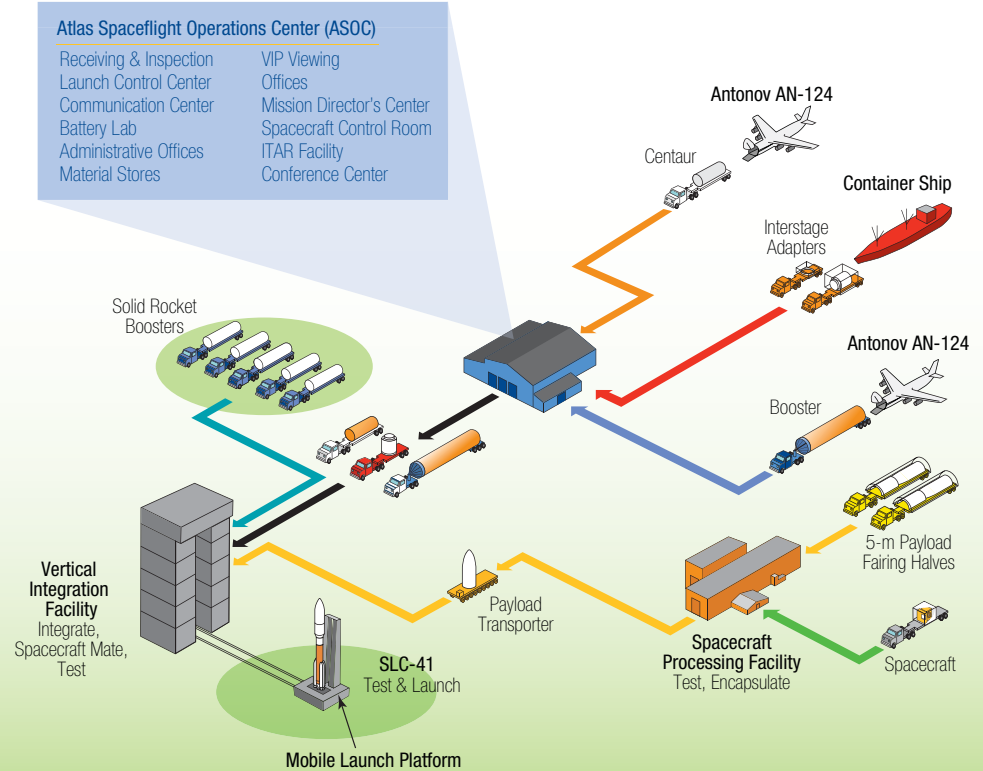 Atlas Spaceflight Operations Center (ASOC)
Receiving & Inspection
Launch Control Center
Communication Center
Battery Lab
Administrative Offices
Material Stores
VIP Viewing
Offices
Mission Director's Center
Spacecraft Control Room
ITAR Facility
Conference Center
Antonov AN-124
Centaur
Container Ship
Interstage
Adapters
Solid Rocket
Boosters
Antonov AN-124
Booster
5-m Payload
Fairing Halves
Vertical
Integration
Facility
Integrate,
Spacecraft Mate,
Test
Payload
Transporter
SLC-41
Test & Launch
Spacecraft
Processing Facility
Test, Encapsulate
Spacecraft
Mobile Launch Platform